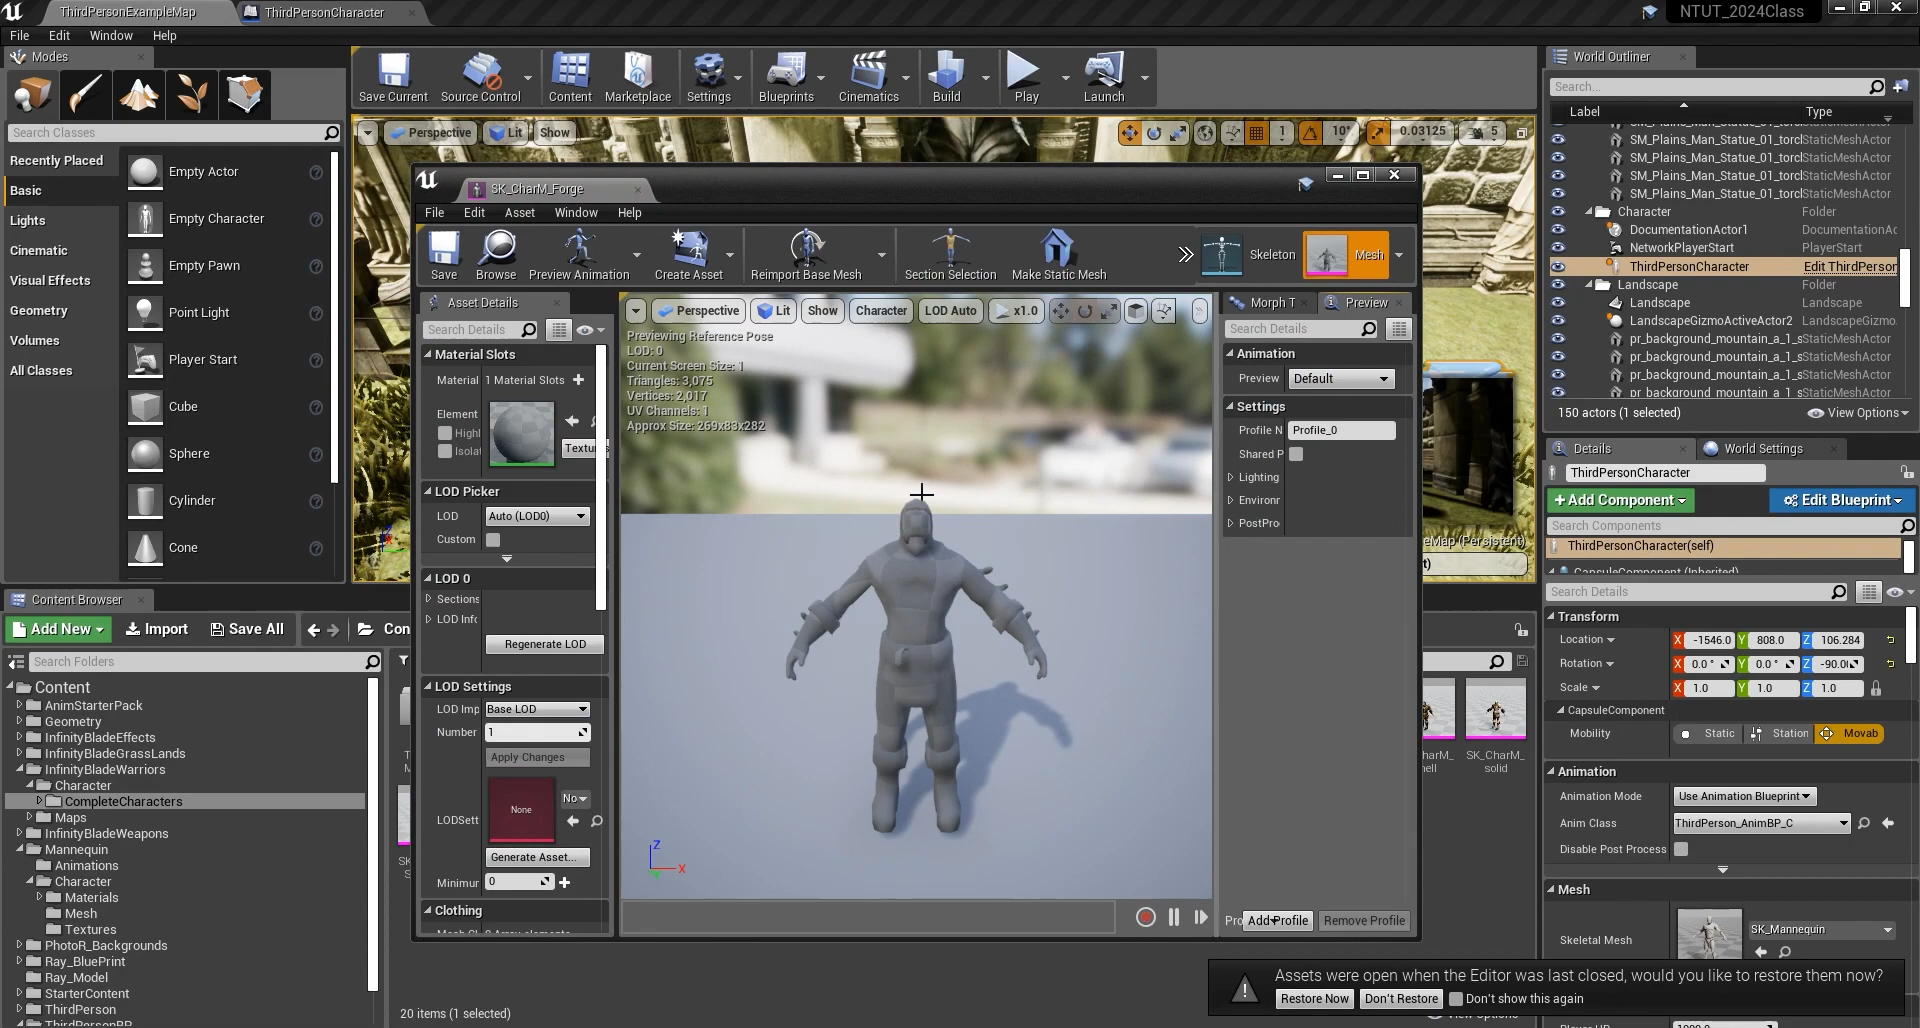 ThirdPersonExampleMap
ThirdPersonCharacter
NTUT_2024Class
File Edit Window Help
Modes
Search Classes
Recently Placed
Basic
Lights
Cinematic
Visual Effects
Geometry
Volumes
All Classes
Empty Actor
Empty Character
Empty Pawn
Point Light
Player Start
Cube
Sphere
Cylinder
Cone
Save Current
Source Control
Content
Marketplace
Settings
Blueprints
Cinematics
Build
Play
Launch
Perspective Lit Show
1 10° 0.03125 5
SK_CharM_Forge
File Edit Asset Window Help
Save
Browse
Preview Animation
Create Asset
Reimport Base Mesh
Section Selection
Make Static Mesh
Skeleton
Mesh
Asset Details
Search Details
Material Slots
Material 1 Material Slots
Element
Highl
Isolat
LOD Picker
LOD Auto (LOD0)
Custom
LOD 0
Sections
LOD Info
Regenerate LOD
LOD Settings
LOD Imp Base LOD
Number 1
Apply Changes
None
No
LODSett
Generate Asset...
Minimur 0
Clothing
Perspective Lit Show Character LOD Auto x1.0
Previewing Reference Pose
LOD: 0
Current Screen Size: 1
Triangles: 3,075
Vertices: 2,017
UV Channels: 1
Approx Size: 269x83x282
Z
X
Morph T
Preview
Search Details
Animation
Preview Default
Settings
Profile N Profile_0
Shared P
Lighting
Environr
PostPro
Pro Add Profile Remove Profile
World Outliner
Search...
Label Type
SM_Plains_Man_Statue_01_torcl StaticMeshActor
SM_Plains_Man_Statue_01_torcl StaticMeshActor
SM_Plains_Man_Statue_01_torcl StaticMeshActor
SM_Plains_Man_Statue_01_torcl StaticMeshActor
Character Folder
DocumentationActor1 DocumentationAc
NetworkPlayerStart PlayerStart
ThirdPersonCharacter Edit ThirdPerson
Landscape Folder
Landscape Landscape
LandscapeGizmoActiveActor2 LandscapeGizmo
pr_background_mountain_a_1_s StaticMeshActor
pr_background_mountain_a_1_s StaticMeshActor
pr_background_mountain_a_1_s StaticMeshActor
pr_background_mountain_a_1_s StaticMeshActor
150 actors (1 selected) View Options
Details
World Settings
ThirdPersonCharacter
+ Add Component
Edit Blueprint
Search Components
ThirdPersonCharacter(self)
CapsuleComponent (Inherited)
Search Details
Transform
Location X -1546.0 Y 808.0 Z 106.284
Rotation X 0.0 ° Y 0.0 ° Z -90.0
Scale X 1.0 Y 1.0 Z 1.0
CapsuleComponent
Mobility Static Station Movab
Animation
Animation Mode Use Animation Blueprint
Anim Class ThirdPerson_AnimBP_C
Disable Post Process
Mesh
Skeletal Mesh SK_Mannequin
eMap (Persistent)
Content Browser
Add New Import Save All Con
Search Folders
Content
AnimStarterPack
Geometry
InfinityBladeEffects
InfinityBladeGrassLands
InfinityBladeWarriors
Character
CompleteCharacters
Maps
InfinityBladeWeapons
Mannequin
Animations
Character
Materials
Mesh
Textures
PhotoR_Backgrounds
Ray_BluePrint
Ray_Model
StarterContent
ThirdPerson
ThirdPersonBP
SK_CharM_
solid
20 items (1 selected)
View Options
Assets were open when the Editor was last closed, would you like to restore them now?
Restore Now Don't Restore Don't show this again